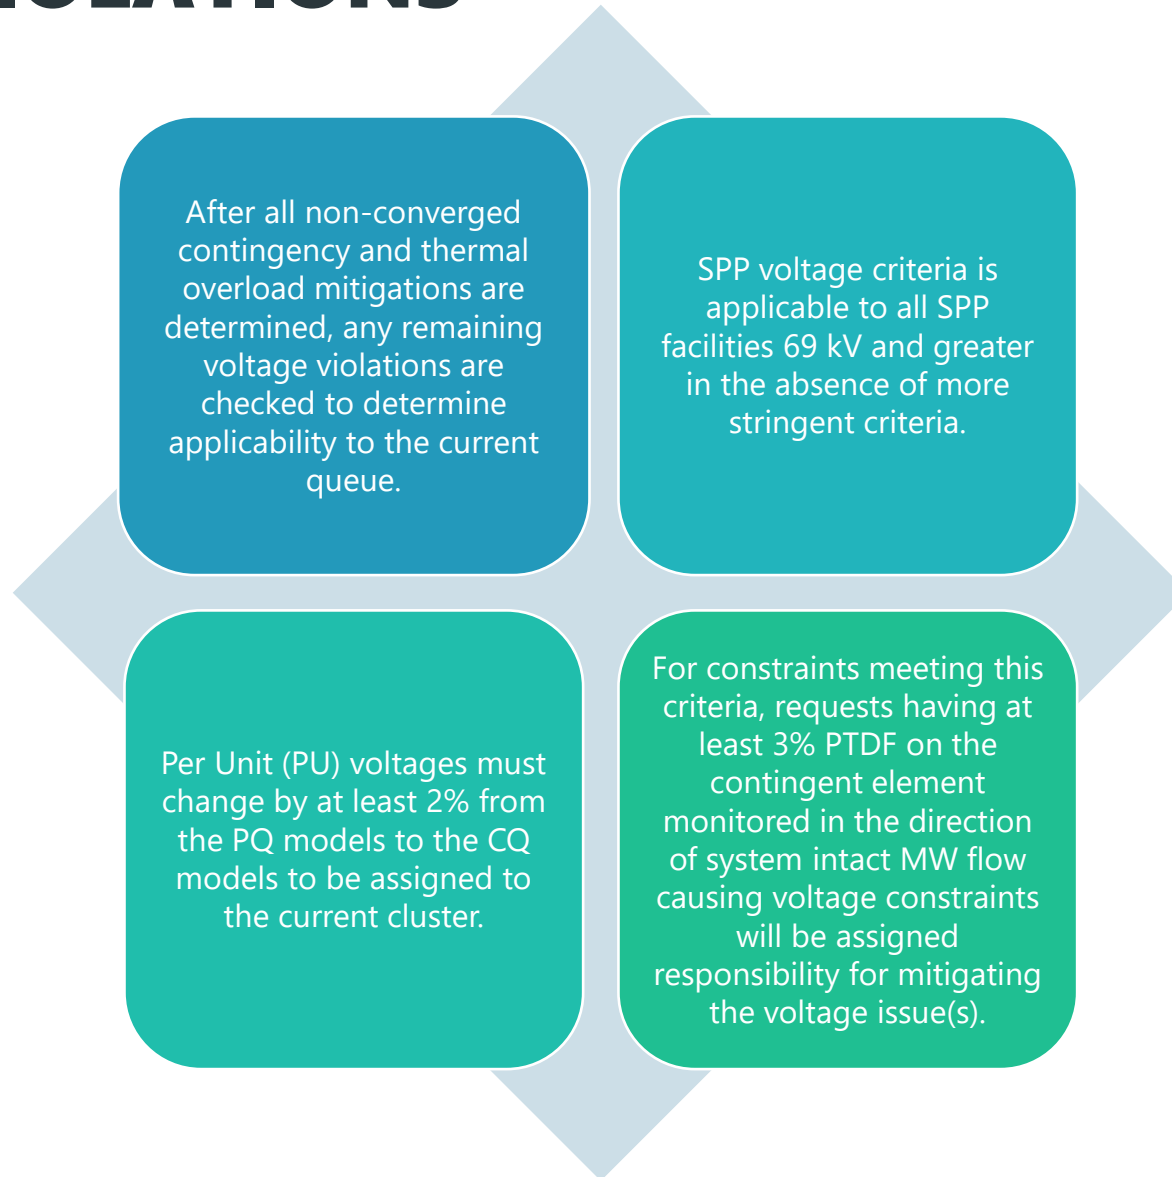 After all non-converged
contingency and thermal
overload mitigations are
determined, any remaining
voltage violations are
checked to determine
applicability to the current
queue.
SPP voltage criteria is
applicable to all SPP
facilities 69 kV and greater
in the absence of more
stringent criteria.
Per Unit (PU) voltages must
change by at least 2% from
the PQ models to the CQ
models to be assigned to
the current cluster.
For constraints meeting this
criteria, requests having at
least 3% PTDF on the
contingent element
monitored in the direction
of system intact MW flow
causing voltage constraints
will be assigned
responsibility for mitigating
the voltage issue(s).